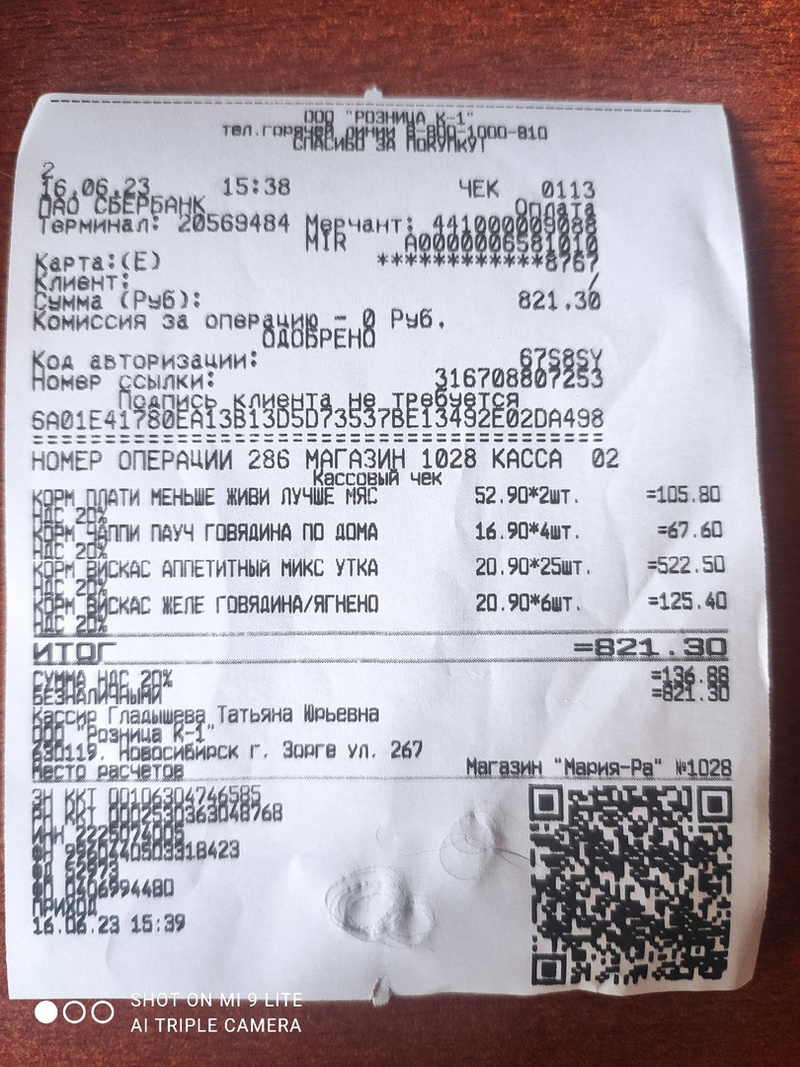 ООО "РОЗНИЦА К-1"
тел.горячей линии 8-800-1000-810
СПАСИБО ЗА ПОКУПКУ!
2
16.06.23 15:38 ЧЕК 0113
ПАО СБЕРБАНК Оплата
Терминал: 20569484 Мерчант: 441000009088
MIR A0000006581010
Карта:(E) ************8767
Клиент: /
Сумма (Руб): 821.30
Комиссия за операцию - 0 Руб.
ОДОБРЕНО
Код авторизации: 67S8SY
Номер ссылки: 316708807253
Подпись клиента не требуется
6A01E41780EA13B13D5D73537BE13492E02DA498
НОМЕР ОПЕРАЦИИ 286 МАГАЗИН 1028 КАССА 02
Кассовый чек
КОРМ ПЛАТИ МЕНЬШЕ ЖИВИ ЛУЧШЕ МЯС 52.90*2шт. =105.80
НДС 20%
КОРМ ЧАППИ ПАУЧ ГОВЯДИНА ПО ДОМА 16.90*4шт. =67.60
НДС 20%
КОРМ ВИСКАС АППЕТИТНЫЙ МИКС УТКА 20.90*25шт. =522.50
НДС 20%
КОРМ ВИСКАС ЖЕЛЕ ГОВЯДИНА/ЯГНЕНО 20.90*6шт. =125.40
НДС 20%
ИТОГ =821.30
СУММА НДС 20% =136.88
БЕЗНАЛИЧНЫМИ =821.30
Кассир Гладышева Татьяна Юрьевна
ООО "Розница К-1"
630119, Новосибирск г. Зорге ул. 267
Место расчетов Магазин "Мария-Ра" №1028
ЗН ККТ 00106304746585
РН ККТ 0002530363048768
ИНН 2225074005
ФД 52973
ФП 0406994480
ПРИХОД
16.06.23 15:39
SHOT ON MI 9 LITE
AI TRIPLE CAMERA